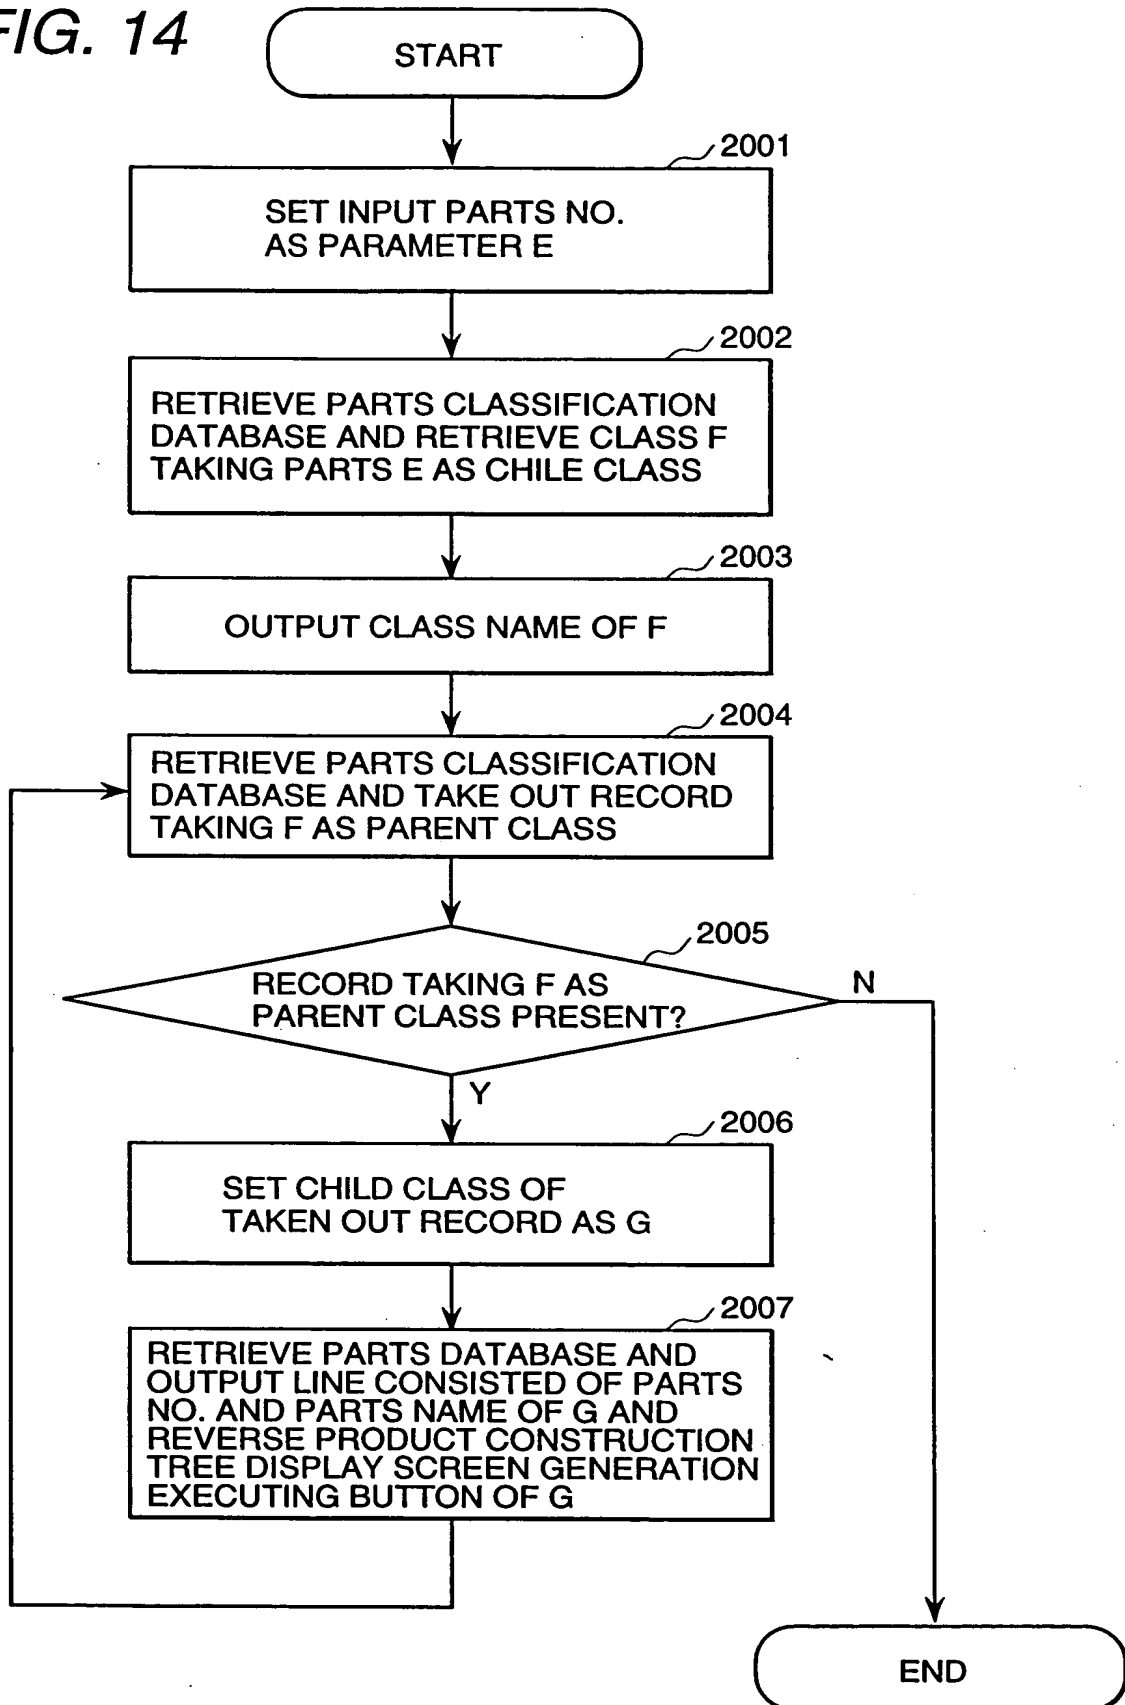 FIG. 14
START
2001
SET INPUT PARTS NO.
AS PARAMETER E
2002
RETRIEVE PARTS CLASSIFICATION
DATABASE AND RETRIEVE CLASS F
TAKING PARTS E AS CHILE CLASS
2003
OUTPUT CLASS NAME OF F
2004
RETRIEVE PARTS CLASSIFICATION
DATABASE AND TAKE OUT RECORD
TAKING F AS PARENT CLASS
2005
RECORD TAKING F AS
PARENT CLASS PRESENT?
N
Y
2006
SET CHILD CLASS OF
TAKEN OUT RECORD AS G
2007
RETRIEVE PARTS DATABASE AND
OUTPUT LINE CONSISTED OF PARTS
NO. AND PARTS NAME OF G AND
REVERSE PRODUCT CONSTRUCTION
TREE DISPLAY SCREEN GENERATION
EXECUTING BUTTON OF G
END